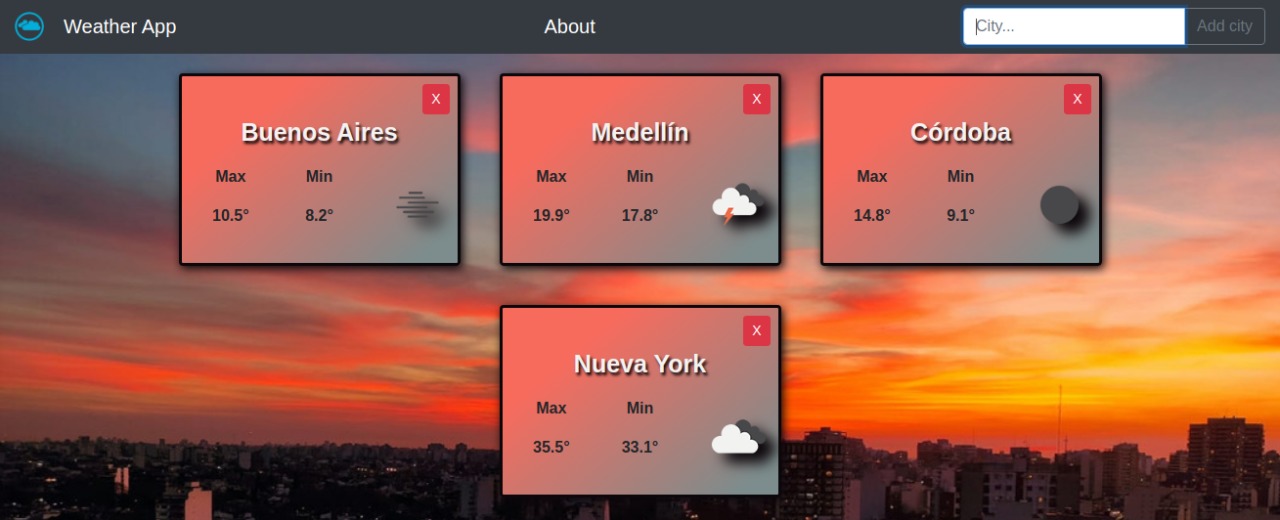 Weather App
About
City...
Add city
X
Buenos Aires
Max Min
10.5° 8.2°
X
Medellín
Max Min
19.9° 17.8°
X
Córdoba
Max Min
14.8° 9.1°
X
Nueva York
Max Min
35.5° 33.1°